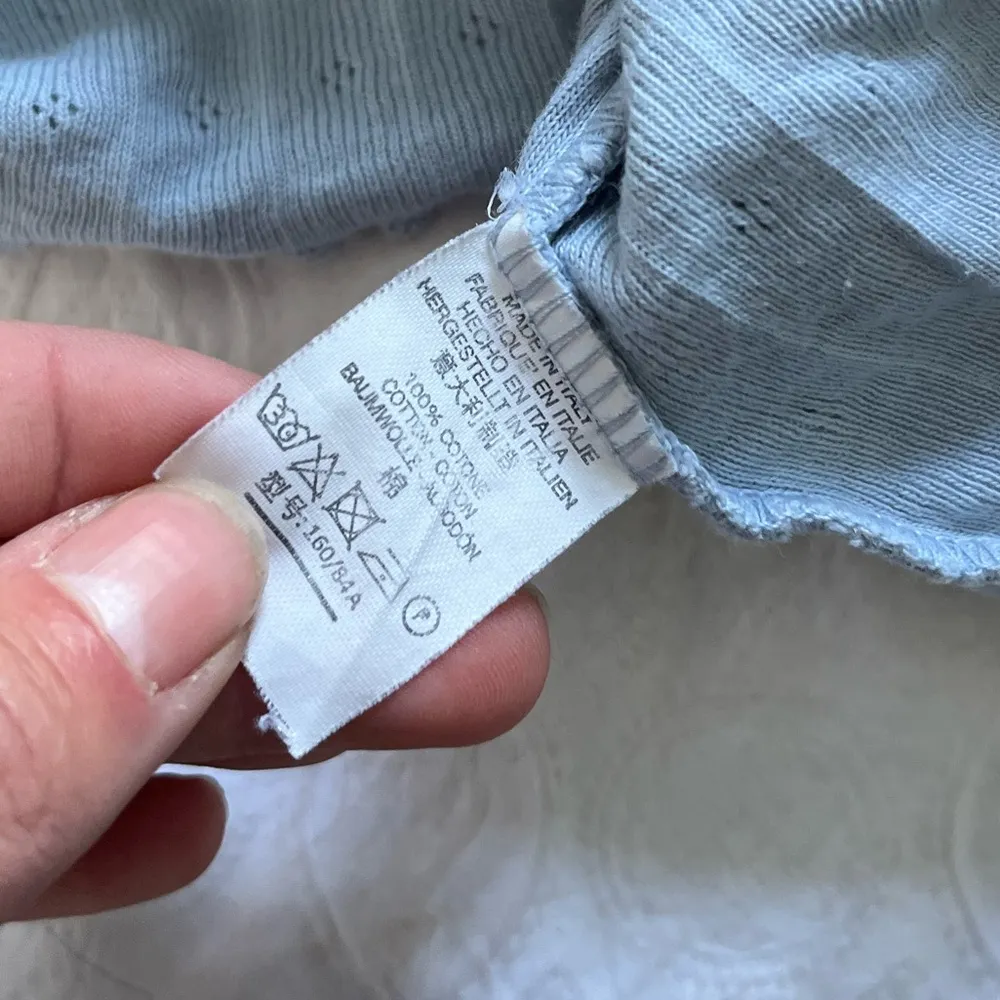 MADE IN ITALY
FABRIQUE' EN ITALIE
HECHO EN ITALIA
HERGESTELLT IN ITALIEN
意大利制造
100% COTONE
COTTON - COTON
BAUMWOLLE - ALGODÓN
棉
30
P
型号:160/84A